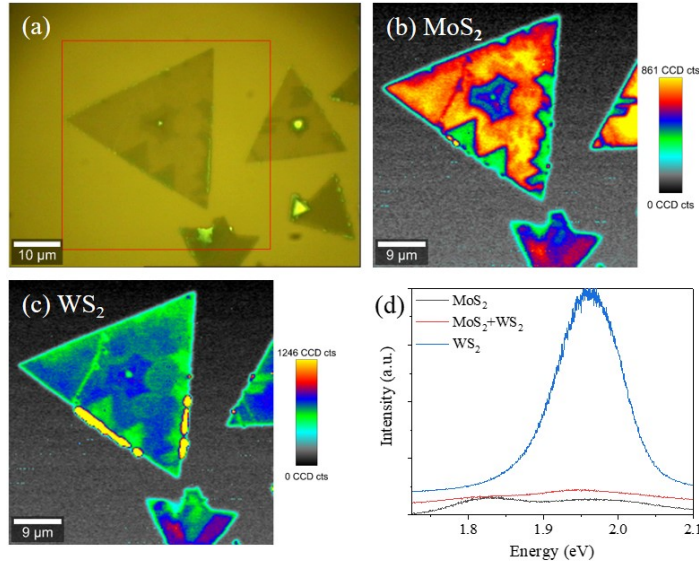 (a)
10 μm
(b) MoS₂
861 CCD cts
0 CCD cts
9 μm
(c) WS₂
1246 CCD cts
0 CCD cts
9 μm
(d)
MoS₂
MoS₂+WS₂
WS₂
Intensity (a.u.)
1.8 1.9 2.0 2.1
Energy (eV)